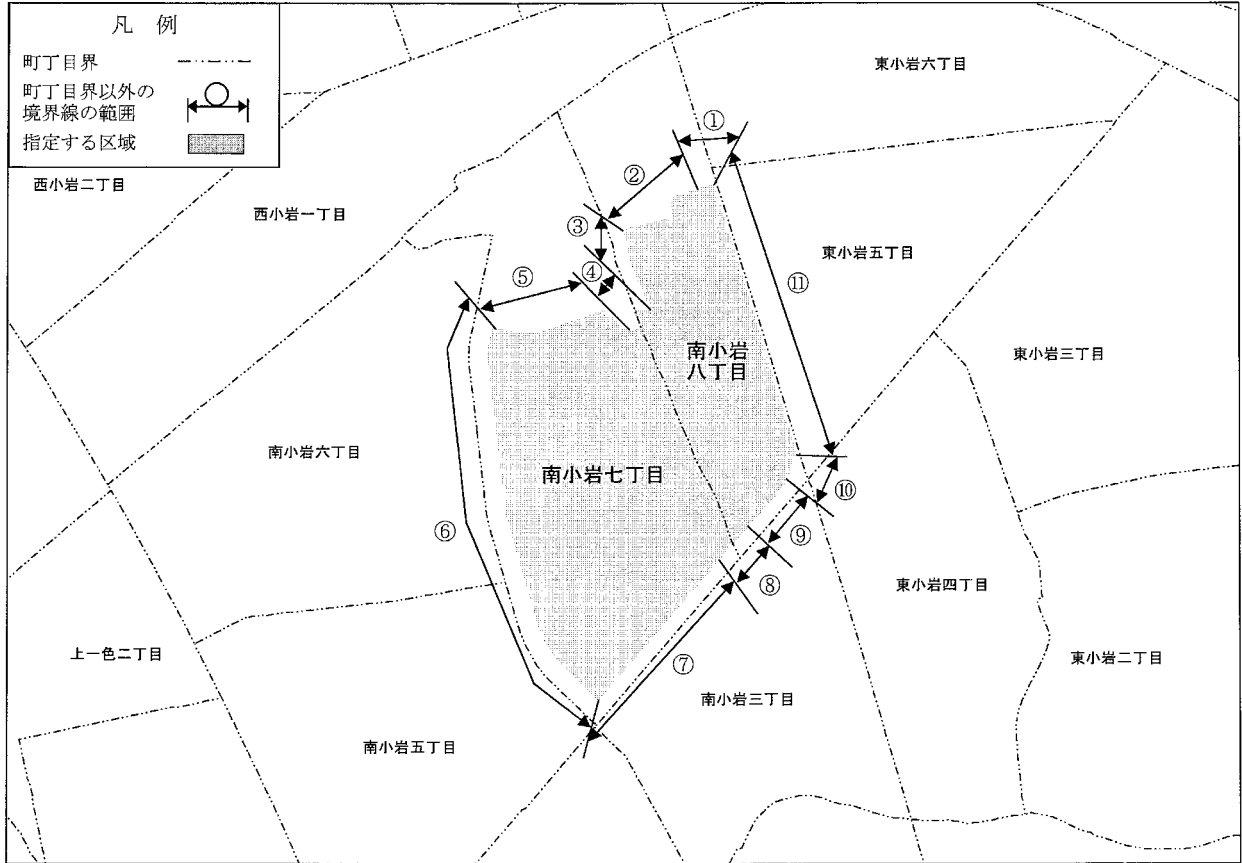 凡 例
町丁目界
町丁目界以外の
境界線の範囲
指定する区域
東小岩六丁目
①
②
西小岩二丁目
西小岩一丁目
③
東小岩五丁目
④
⑤
⑪
南小岩
八丁目
東小岩三丁目
南小岩六丁目
南小岩七丁目
⑩
⑥
⑨
⑧
東小岩四丁目
上一色二丁目
東小岩二丁目
⑦
南小岩三丁目
南小岩五丁目